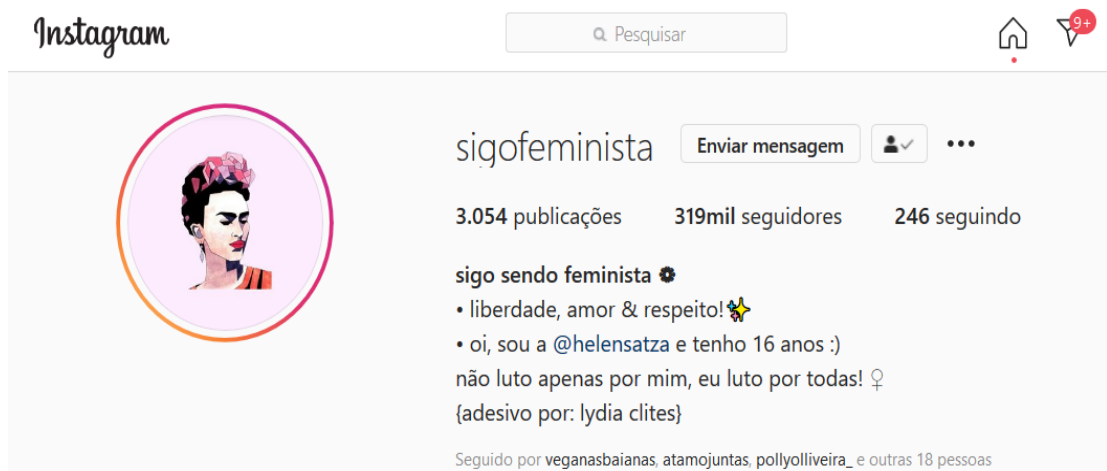 Instagram
Pesquisar
9+
sigofeminista Enviar mensagem
3.054 publicações 319mil seguidores 246 seguindo
sigo sendo feminista
• liberdade, amor & respeito!
• oi, sou a @helensatza e tenho 16 anos :)
não luto apenas por mim, eu luto por todas! ♀
{adesivo por: lydia clites}
Seguido por veganasbaianas, atamojuntas, pollyolliveira_ e outras 18 pessoas